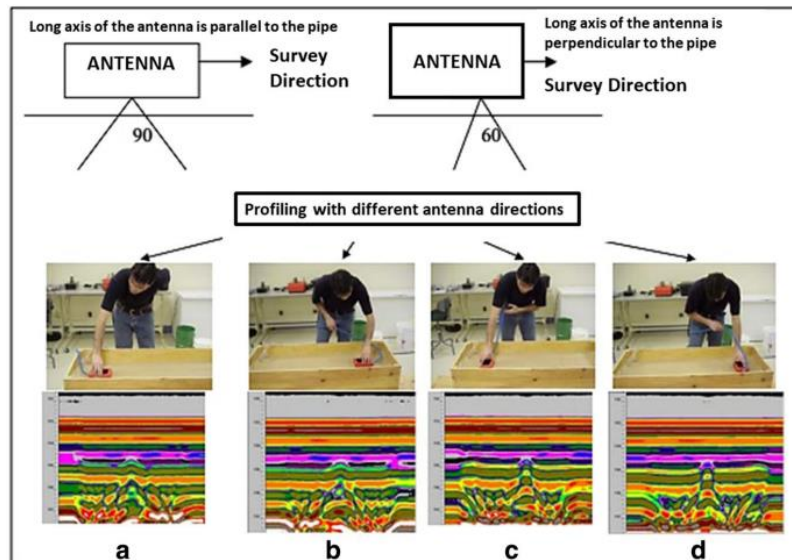 Long axis of the antenna is parallel to the pipe
ANTENNA
Survey
Direction
90
Long axis of the antenna is
perpendicular to the pipe
ANTENNA
Survey Direction
60
Profiling with different antenna directions
a
b
c
d